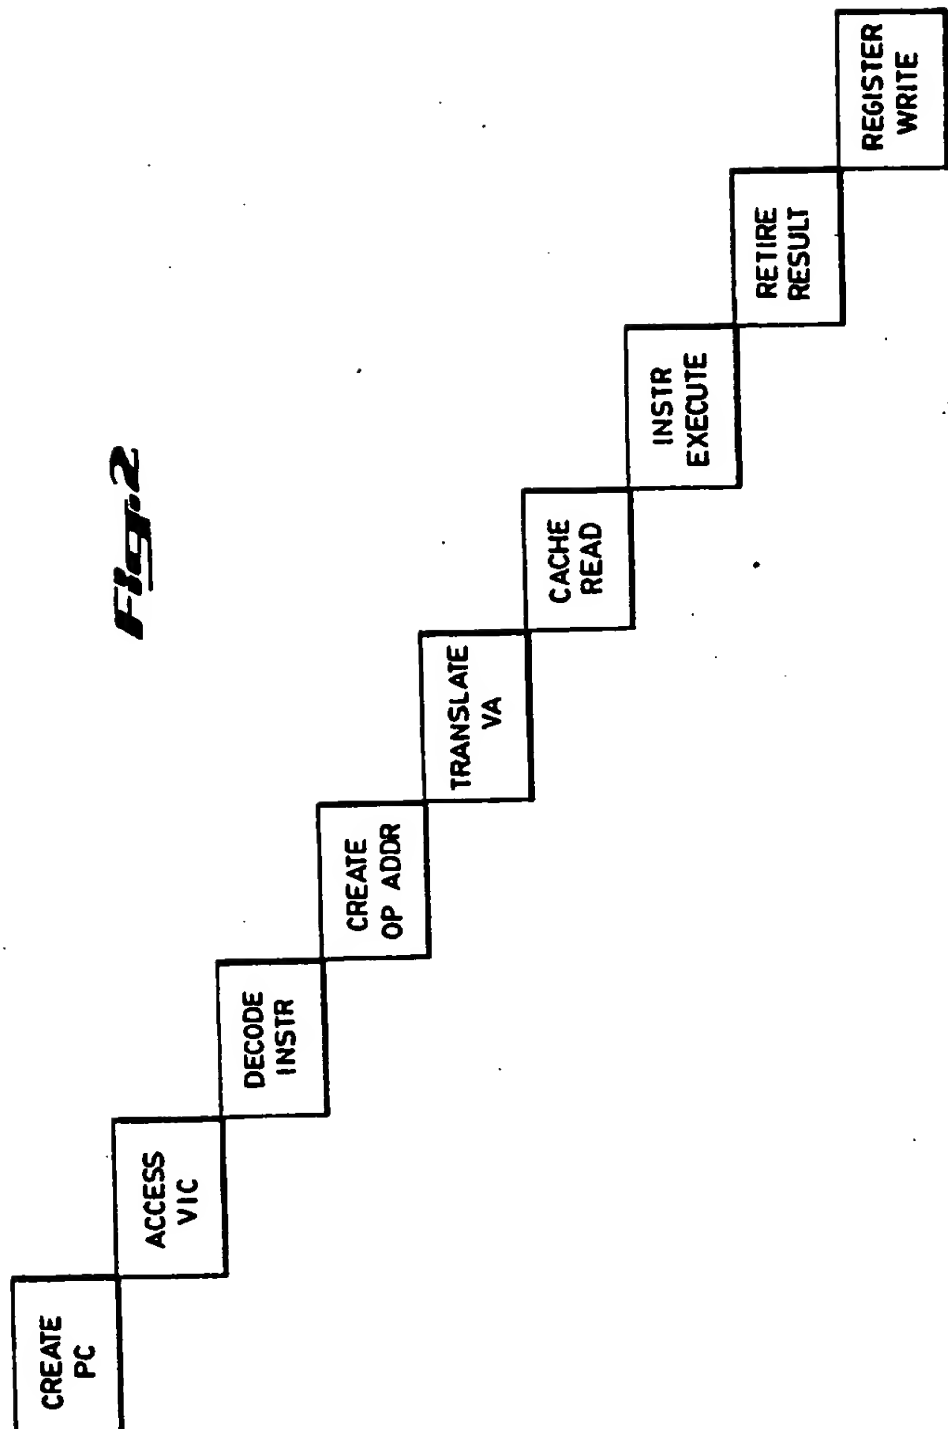 Fig.2
CREATE
PC
ACCESS
VIC
DECODE
INSTR
CREATE
OP ADDR
TRANSLATE
VA
CACHE
READ
INSTR
EXECUTE
RETIRE
RESULT
REGISTER
WRITE